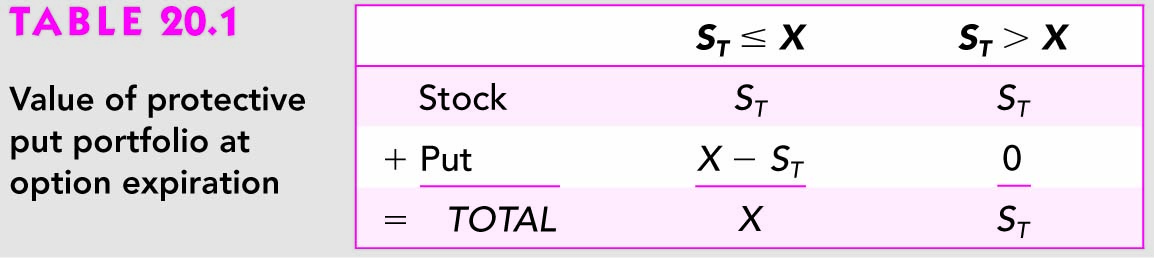 TABLE 20.1
Value of protective
put portfolio at
option expiration
S_T ≤ X S_T > X
Stock S_T S_T
+ Put X − S_T 0
= TOTAL X S_T